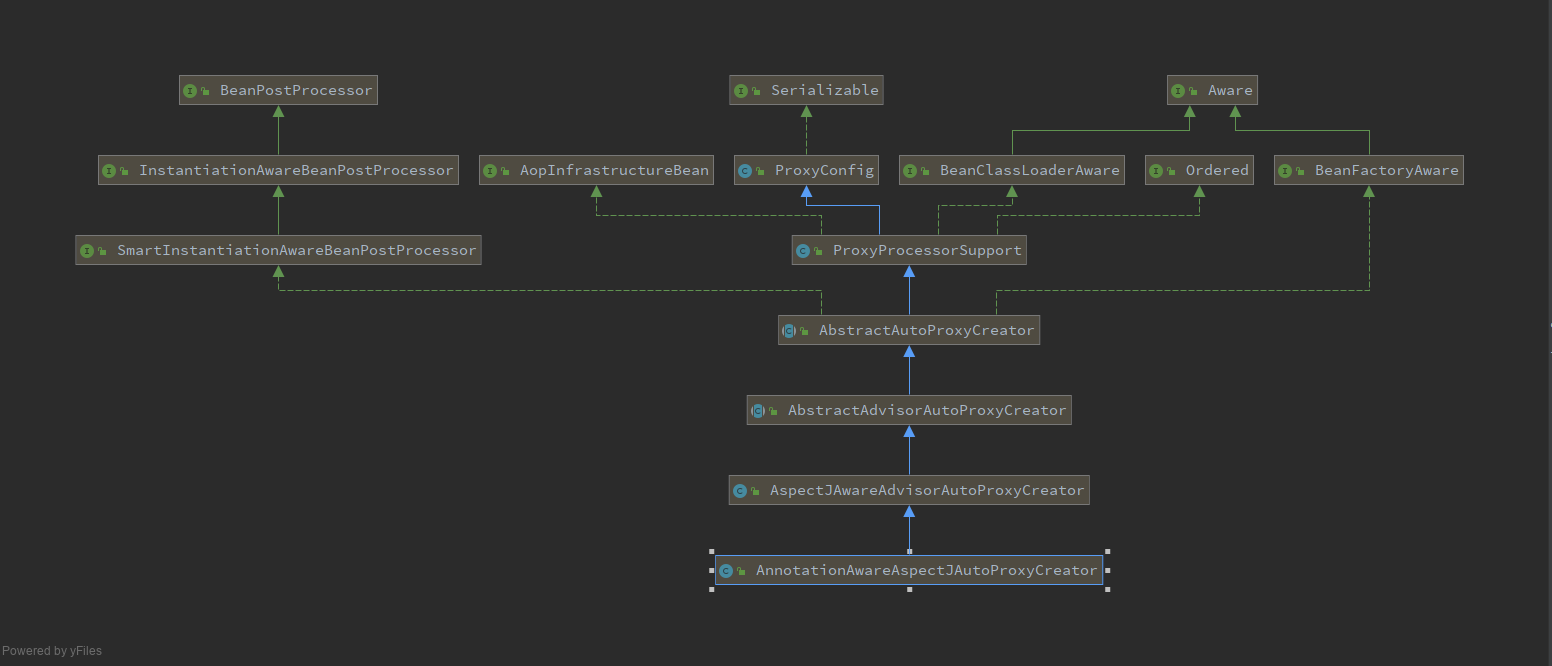 BeanPostProcessor
Serializable
Aware
InstantiationAwareBeanPostProcessor
AopInfrastructureBean
ProxyConfig
BeanClassLoaderAware
Ordered
BeanFactoryAware
SmartInstantiationAwareBeanPostProcessor
ProxyProcessorSupport
AbstractAutoProxyCreator
AbstractAdvisorAutoProxyCreator
AspectJAwareAdvisorAutoProxyCreator
AnnotationAwareAspectJAutoProxyCreator
Powered by yFiles